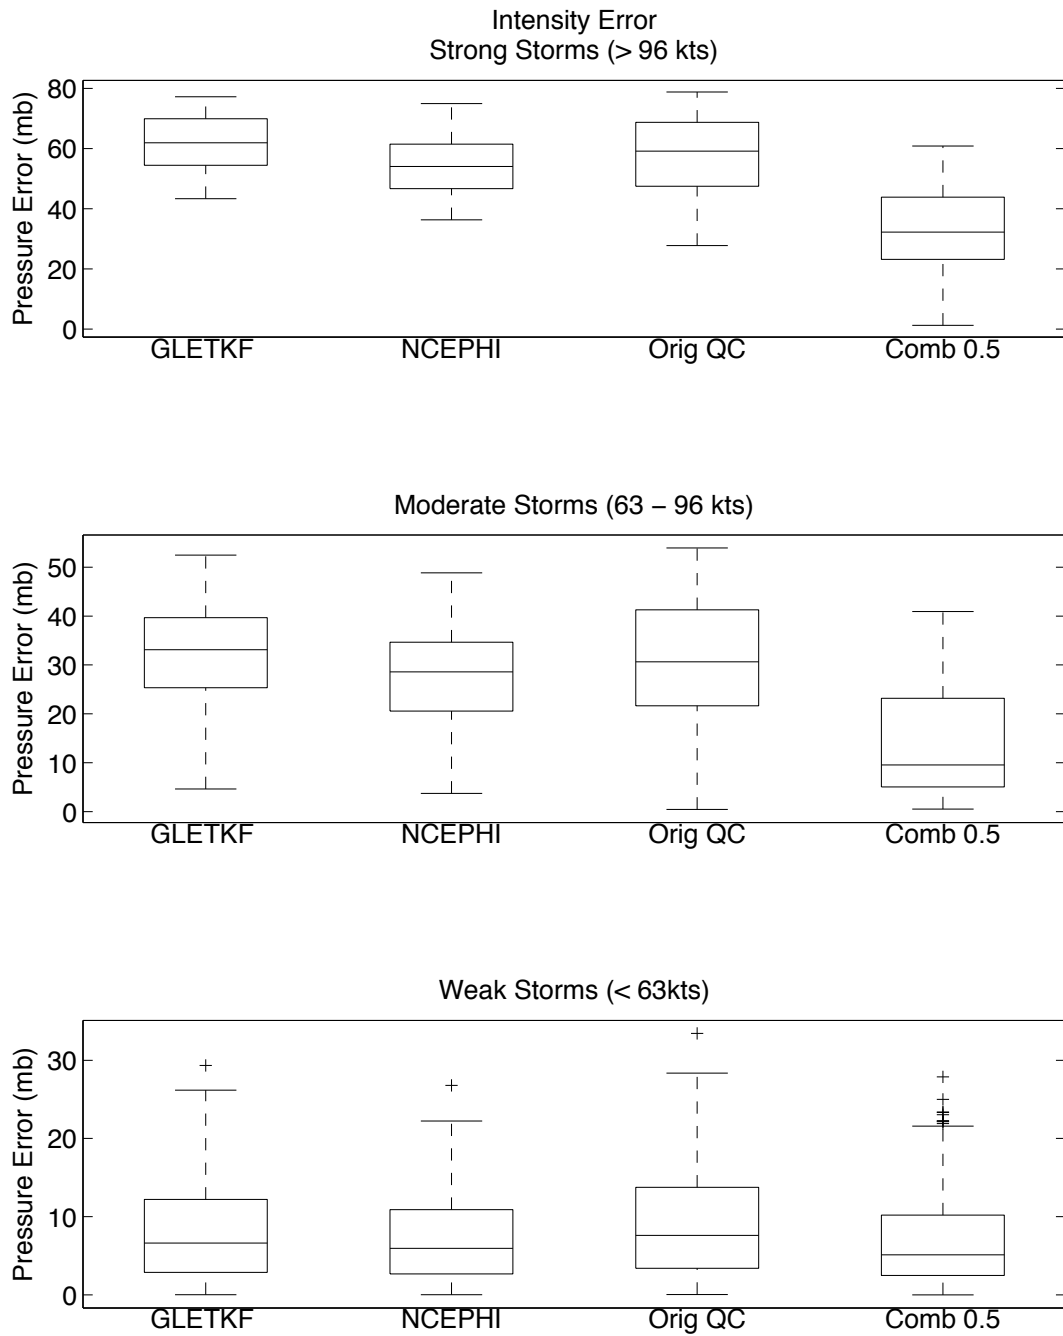 Intensity Error
Strong Storms (> 96 kts)
Pressure Error (mb)
80
60
40
20
0
GLETKF NCEPHI Orig QC Comb 0.5
Moderate Storms (63 – 96 kts)
Pressure Error (mb)
50
40
30
20
10
0
GLETKF NCEPHI Orig QC Comb 0.5
Weak Storms (< 63kts)
Pressure Error (mb)
30
20
10
0
GLETKF NCEPHI Orig QC Comb 0.5